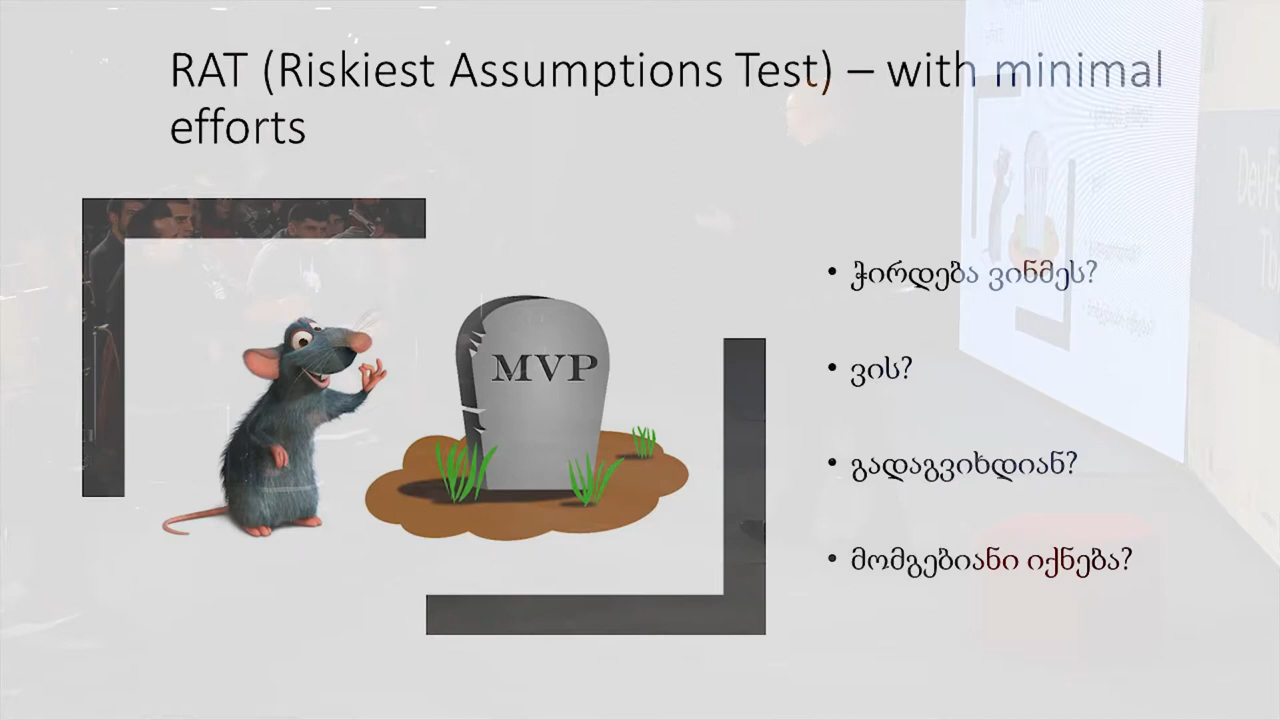 RAT (Riskiest Assumptions Test) – with minimal
efforts
MVP
• ჭირდება ვინმეს?
• ვის?
• გადაგვიხდიან?
• მომგებიანი იქნება?